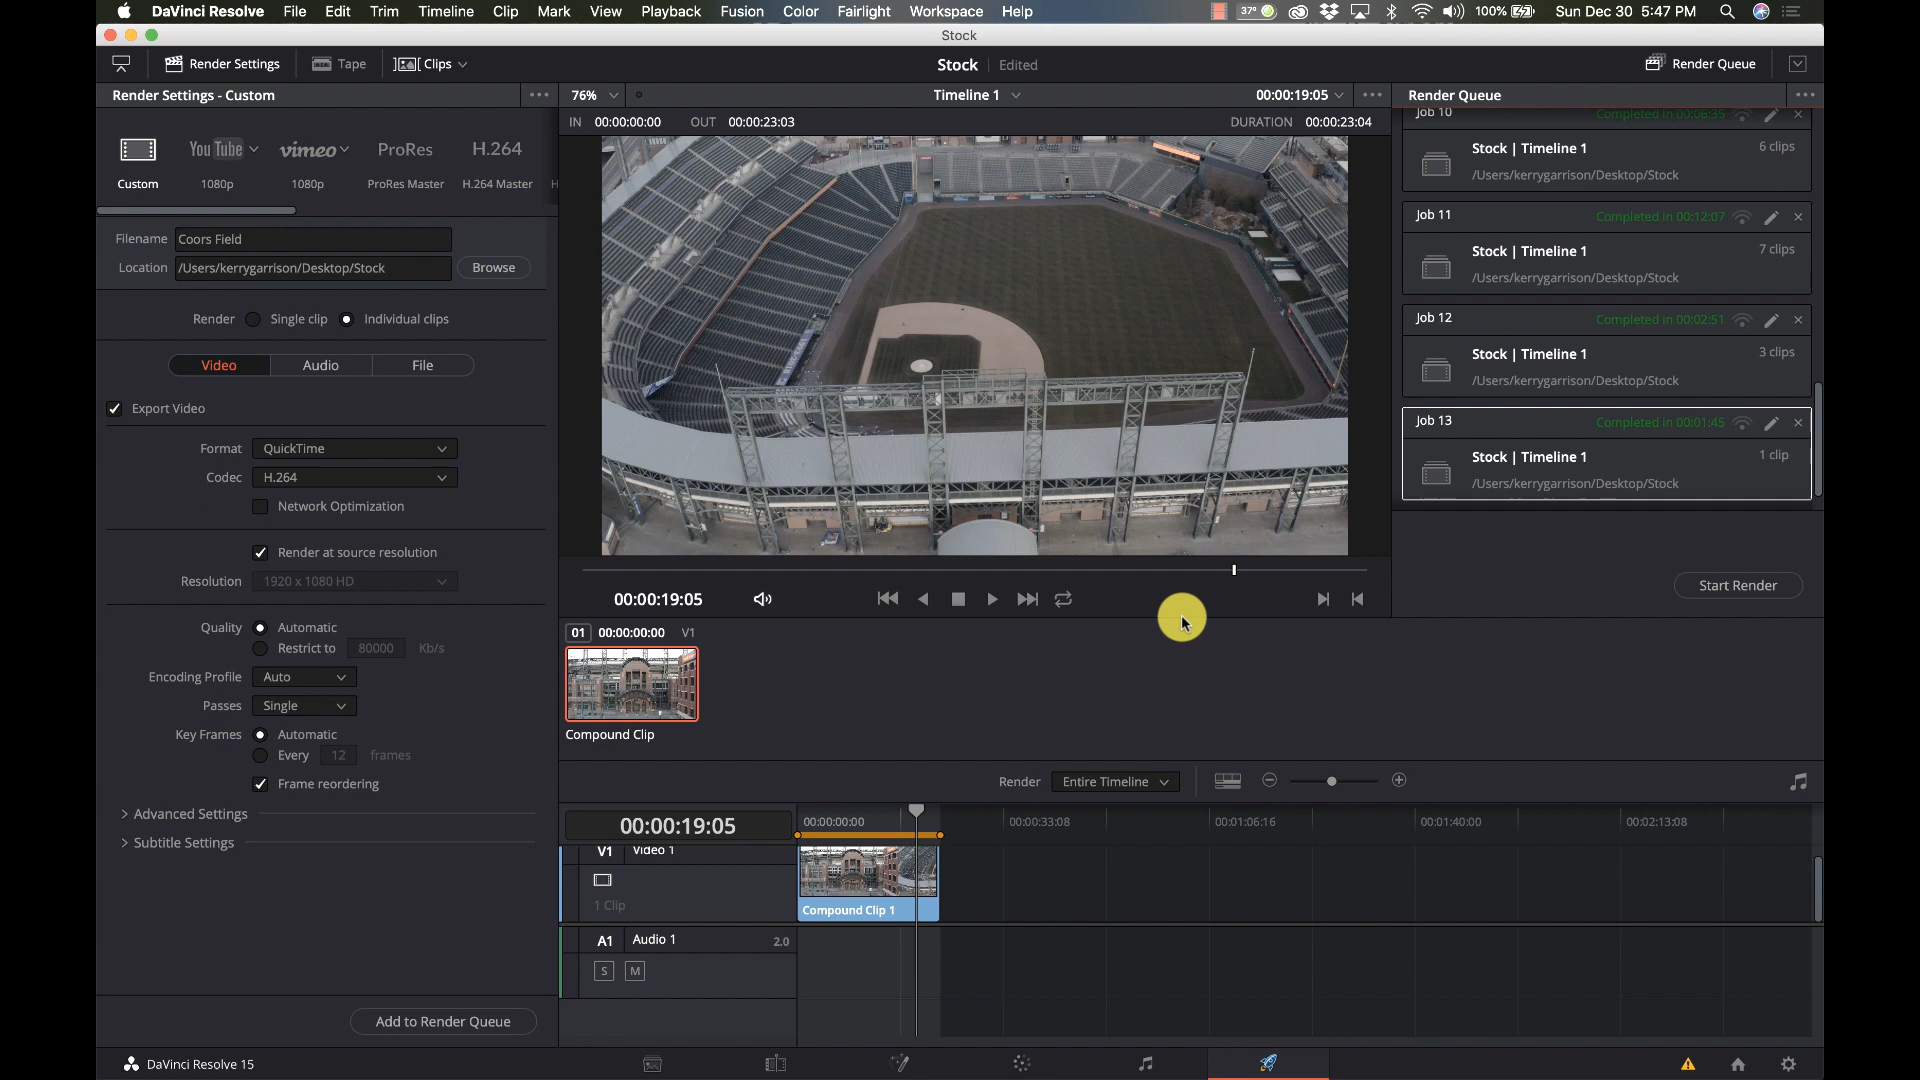 DaVinci Resolve File Edit Trim Timeline Clip Mark View Playback Fusion Color Fairlight Workspace Help 37° 100% Sun Dec 30 5:47 PM
Stock
Render Settings Tape Clips Stock Edited Render Queue
Render Settings - Custom 76% Timeline 1 00:00:19:05 Render Queue
IN 00:00:00:00 OUT 00:00:23:03 DURATION 00:00:23:04
YouTube vimeo ProRes H.264
Custom 1080p 1080p ProRes Master H.264 Master H
Filename Coors Field
Location /Users/kerrygarrison/Desktop/Stock Browse
Render Single clip Individual clips
Video Audio File
Export Video
Format QuickTime
Codec H.264
Network Optimization
Render at source resolution
Resolution 1920 x 1080 HD
Quality Automatic
Restrict to 80000 Kb/s
Encoding Profile Auto
Passes Single
Key Frames Automatic
Every 12 frames
Frame reordering
Advanced Settings
Subtitle Settings
Add to Render Queue
Job 10 Completed in 00:06:35
Stock | Timeline 1 6 clips
/Users/kerrygarrison/Desktop/Stock
Job 11 Completed in 00:12:07
Stock | Timeline 1 7 clips
/Users/kerrygarrison/Desktop/Stock
Job 12 Completed in 00:02:51
Stock | Timeline 1 3 clips
/Users/kerrygarrison/Desktop/Stock
Job 13 Completed in 00:01:45
Stock | Timeline 1 1 clip
/Users/kerrygarrison/Desktop/Stock
Start Render
00:00:19:05
01 00:00:00:00 V1
Compound Clip
Render Entire Timeline
00:00:19:05 00:00:00:00 00:00:33:08 00:01:06:16 00:01:40:00 00:02:13:08
V1 Video 1
1 Clip
Compound Clip 1
A1 Audio 1 2.0
S M
DaVinci Resolve 15